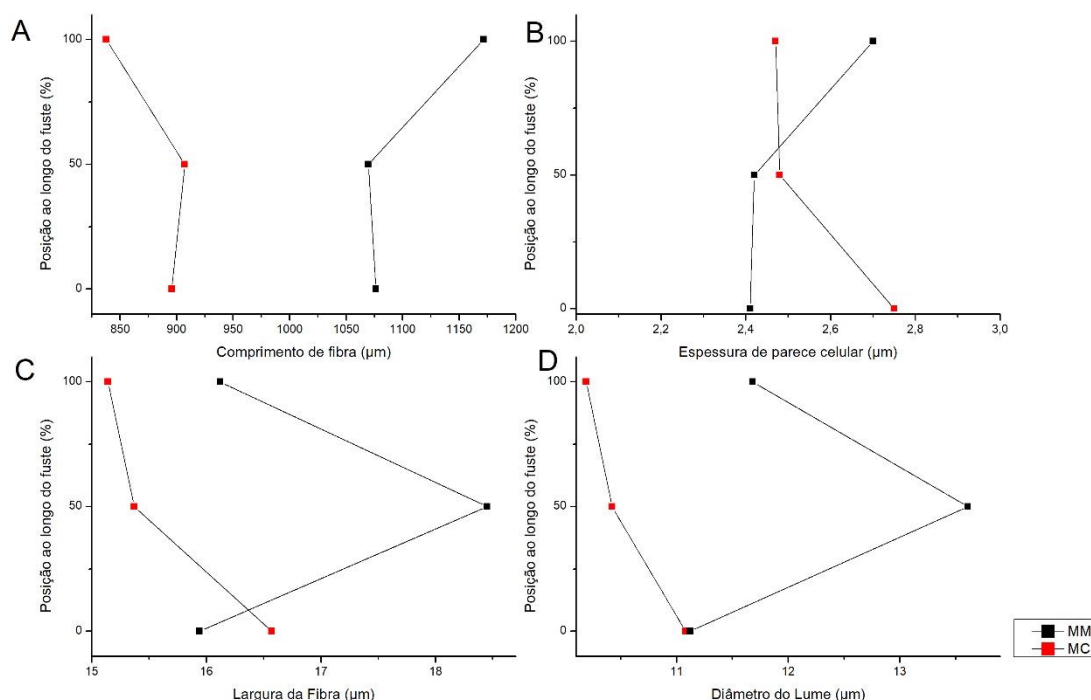 A
Posição ao longo do fuste (%)
100
50
0
850 900 950 1000 1050 1100 1150 1200
Comprimento de fibra (µm)
B
Posição ao longo do fuste (%)
100
50
0
2,0 2,2 2,4 2,6 2,8 3,0
Espessura de parece celular (µm)
C
Posição ao longo do fuste (%)
100
50
0
15 16 17 18
Largura da Fibra (µm)
D
Posição ao longo do fuste (%)
100
50
0
11 12 13
Diâmetro do Lume (µm)
MM
MC